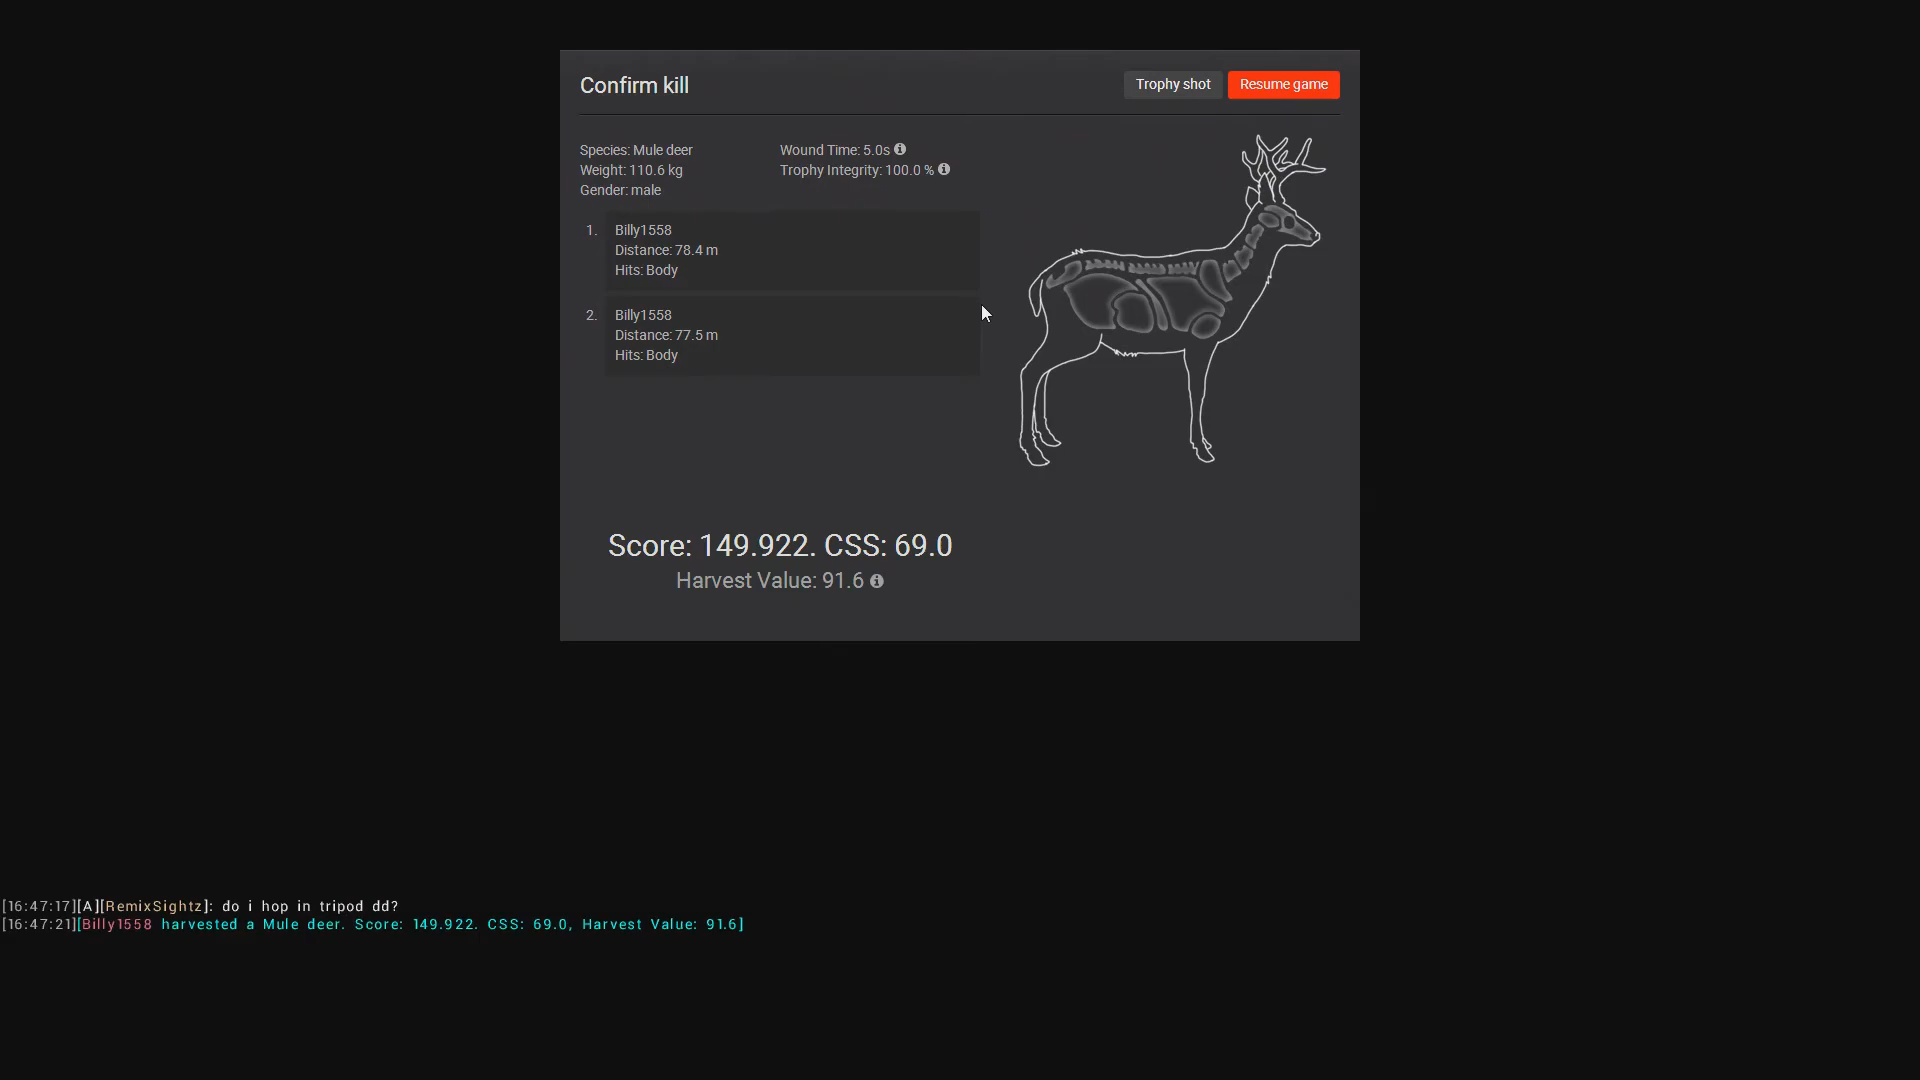 Confirm kill
Trophy shot
Resume game
Species: Mule deer
Weight: 110.6 kg
Gender: male
Wound Time: 5.0s
Trophy Integrity: 100.0 %
1.
Billy1558
Distance: 78.4 m
Hits: Body
2.
Billy1558
Distance: 77.5 m
Hits: Body
Score: 149.922. CSS: 69.0
Harvest Value: 91.6
[16:47:17][A][RemixSightz]: do i hop in tripod dd?
[16:47:21][Billy1558 harvested a Mule deer. Score: 149.922. CSS: 69.0, Harvest Value: 91.6]